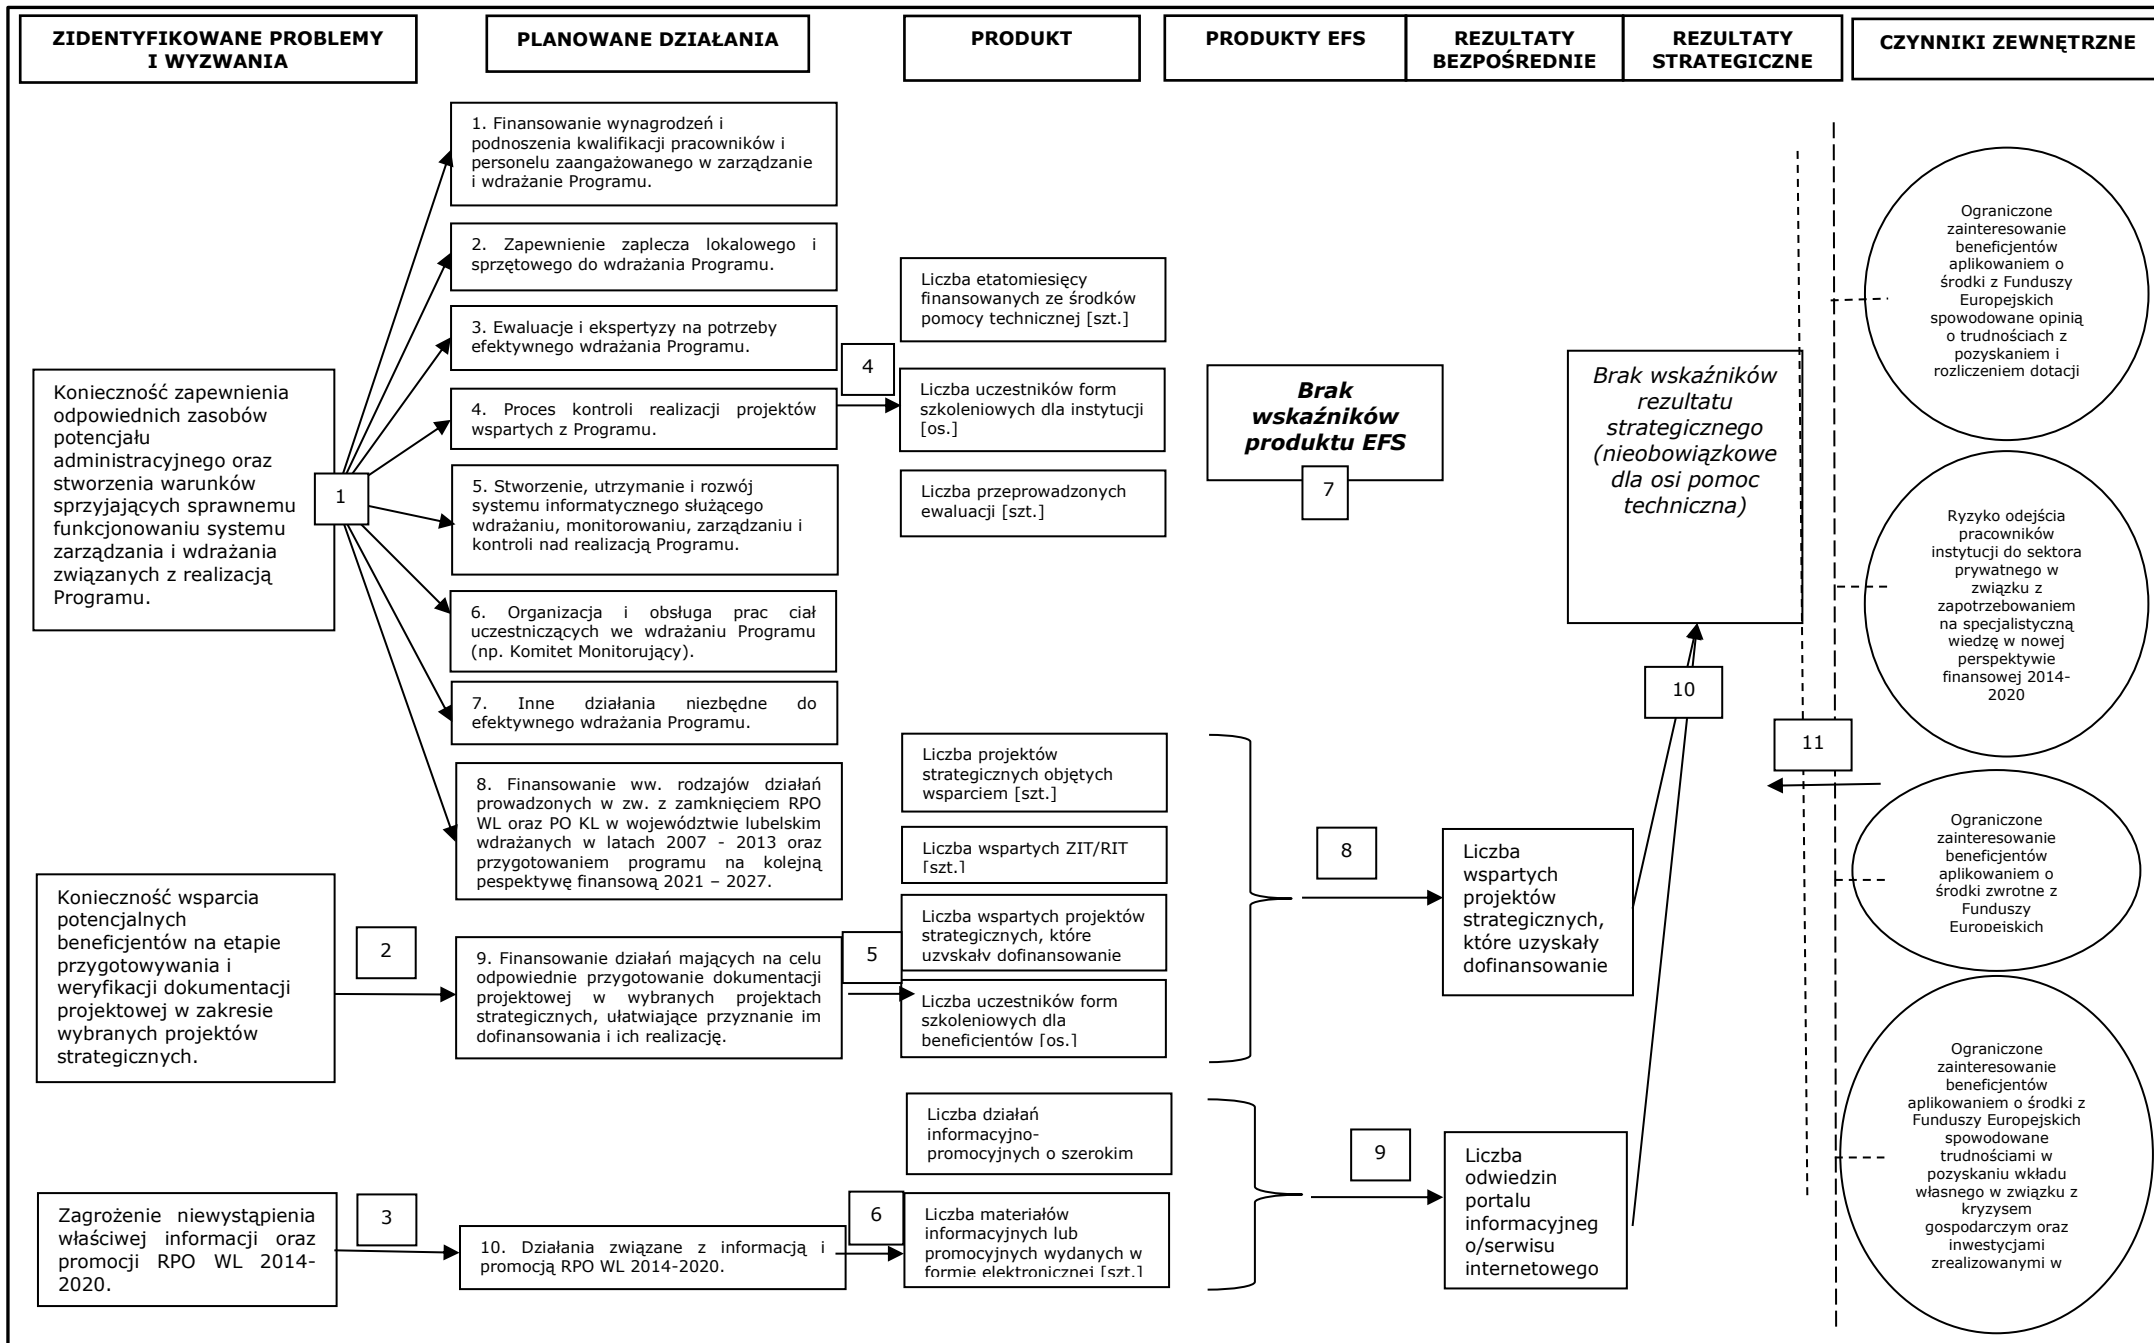 ZIDENTYFIKOWANE PROBLEMY
I WYZWANIA
PLANOWANE DZIAŁANIA
PRODUKT
PRODUKTY EFS
REZULTATY
BEZPOŚREDNIE
REZULTATY
STRATEGICZNE
CZYNNIKI ZEWNĘTRZNE
Konieczność zapewnienia
odpowiednich zasobów
potencjału
administracyjnego oraz
stworzenia warunków
sprzyjających sprawnemu
funkcjonowaniu systemu
zarządzania i wdrażania
związanych z realizacją
Programu.
1
Konieczność wsparcia
potencjalnych
beneficjentów na etapie
przygotowywania i
weryfikacji dokumentacji
projektowej w zakresie
wybranych projektów
strategicznych.
2
Zagrożenie niewystąpienia
właściwej informacji oraz
promocji RPO WL 2014-
2020.
3
1. Finansowanie wynagrodzeń i
podnoszenia kwalifikacji pracowników i
personelu zaangażowanego w zarządzanie
i wdrażanie Programu.
2. Zapewnienie zaplecza lokalowego i
sprzętowego do wdrażania Programu.
3. Ewaluacje i ekspertyzy na potrzeby
efektywnego wdrażania Programu.
4. Proces kontroli realizacji projektów
wspartych z Programu.
5. Stworzenie, utrzymanie i rozwój
systemu informatycznego służącego
wdrażaniu, monitorowaniu, zarządzaniu i
kontroli nad realizacją Programu.
6. Organizacja i obsługa prac ciał
uczestniczących we wdrażaniu Programu
(np. Komitet Monitorujący).
7. Inne działania niezbędne do
efektywnego wdrażania Programu.
8. Finansowanie ww. rodzajów działań
prowadzonych w zw. z zamknięciem RPO
WL oraz PO KL w województwie lubelskim
wdrażanych w latach 2007 - 2013 oraz
przygotowaniem programu na kolejną
pespektywę finansową 2021 – 2027.
9. Finansowanie działań mających na celu
odpowiednie przygotowanie dokumentacji
projektowej w wybranych projektach
strategicznych, ułatwiające przyznanie im
dofinansowania i ich realizację.
10. Działania związane z informacją i
promocją RPO WL 2014-2020.
4
5
6
Liczba etatomiesięcy
finansowanych ze środków
pomocy technicznej [szt.]
Liczba uczestników form
szkoleniowych dla instytucji
[os.]
Liczba przeprowadzonych
ewaluacji [szt.]
Liczba projektów
strategicznych objętych
wsparciem [szt.]
Liczba wspartych ZIT/RIT
[szt.]
Liczba wspartych projektów
strategicznych, które
uzyskały dofinansowanie
Liczba uczestników form
szkoleniowych dla
beneficjentów [os.]
Liczba działań
informacyjno-
promocyjnych o szerokim
Liczba materiałów
informacyjnych lub
promocyjnych wydanych w
formie elektronicznej [szt.]
Brak
wskaźników
produktu EFS
7
8
9
Liczba
wspartych
projektów
strategicznych,
które uzyskały
dofinansowanie
Liczba
odwiedzin
portalu
informacyjneg
o/serwisu
internetowego
Brak wskaźników
rezultatu
strategicznego
(nieobowiązkowe
dla osi pomoc
techniczna)
10
11
Ograniczone
zainteresowanie
beneficjentów
aplikowaniem o
środki z Funduszy
Europejskich
spowodowane opinią
o trudnościach z
pozyskaniem i
rozliczeniem dotacji
Ryzyko odejścia
pracowników
instytucji do sektora
prywatnego w
związku z
zapotrzebowaniem
na specjalistyczną
wiedzę w nowej
perspektywie
finansowej 2014-
2020
Ograniczone
zainteresowanie
beneficjentów
aplikowaniem o
środki zwrotne z
Funduszy
Europejskich
Ograniczone
zainteresowanie
beneficjentów
aplikowaniem o środki z
Funduszy Europejskich
spowodowane
trudnościami w
pozyskaniu wkładu
własnego w związku z
kryzysem
gospodarczym oraz
inwestycjami
zrealizowanymi w